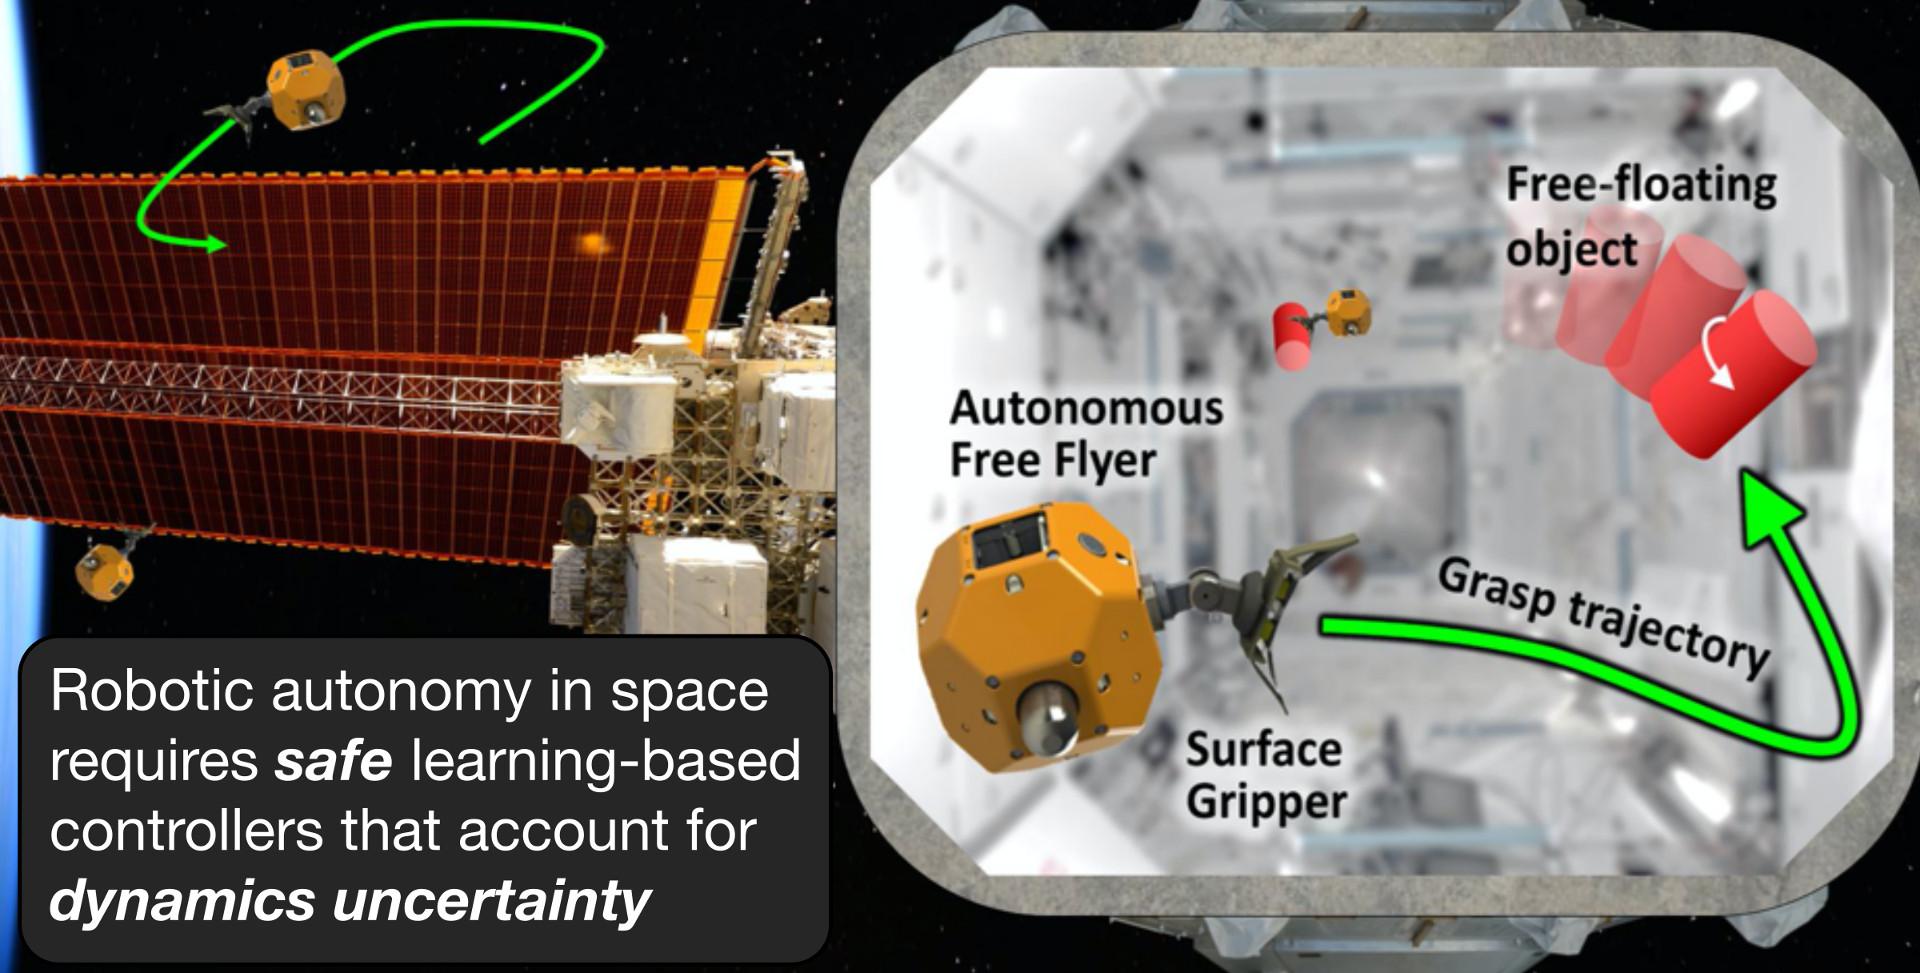 Free-floating
object
Autonomous
Free Flyer
Grasp trajectory
Surface
Gripper
Robotic autonomy in space
requires safe learning-based
controllers that account for
dynamics uncertainty